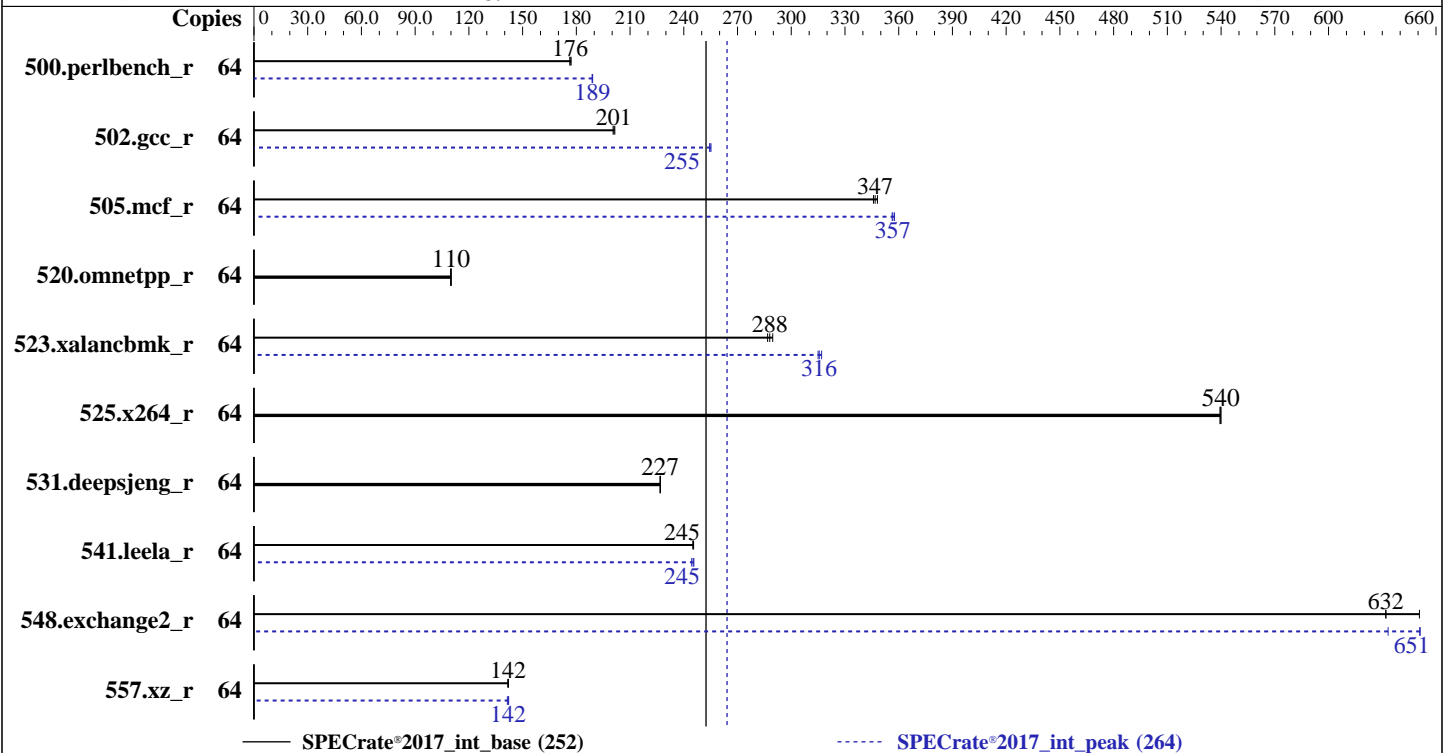 Copies 0 30.0 60.0 90.0 120 150 180 210 240 270 300 330 360 390 420 450 480 510 540 570 600 660
176
500.perlbench_r 64
189
201
502.gcc_r 64
255
347
505.mcf_r 64
357
110
520.omnetpp_r 64
288
523.xalancbmk_r 64
316
540
525.x264_r 64
227
531.deepsjeng_r 64
245
541.leela_r 64
245
632
548.exchange2_r 64
651
142
557.xz_r 64
142
SPECrate®2017_int_base (252) SPECrate®2017_int_peak (264)